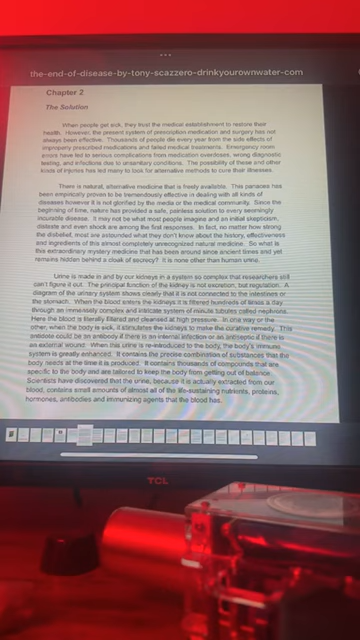 the-end-of-disease-by-tony-scazzero-drinkyourownwater-com
Chapter 2
The Solution
When people get sick, they trust the medical establishment to restore their
health. However, the present system of prescription medication and surgery has not
always been effective. Thousands of people die every year from the side effects of
improperly prescribed medications and failed medical treatments. Emergency room
errors have led to serious complications from medication overdoses, wrong diagnostic
testing, and infections due to unsanitary conditions. The possibility of these and other
kinds of injuries has led many to look for alternative methods to cure their illnesses.
There is natural, alternative medicine that is freely available. This panacea has
been empirically proven to be tremendously effective in dealing with all kinds of
diseases however it is not glorified by the media or the medical community. Since the
beginning of time, nature has provided a safe, painless solution to every seemingly
incurable disease. It may not be what most people imagine and an initial skepticism,
distaste and even shock are among the first responses. In fact, no matter how strong
the disbelief, most are astounded what they don't know about the history, effectiveness
and ingredients of this almost completely unrecognized natural medicine. So what is
this extraordinary mystery medicine that has been around since ancient times and yet
remains hidden behind a cloak of secrecy? It is none other than human urine.
Urine is made in and by our kidneys in a system so complex that researchers still
can't figure it out. The principal function of the kidney is not excretion, but regulation. A
diagram of the urinary system shows clearly that it is not connected to the intestines or
the stomach. When the blood enters the kidneys it is filtered hundreds of times a day
through an immensely complex and intricate system of minute tubules called nephrons.
Here the blood is literally filtered and cleansed at high pressure. In one way or the
other, when the body is sick, it stimulates the kidneys to make the curative remedy. This
antidote could be an antibody if there is an internal infection or an antiseptic if there is
an external wound. When this urine is re-introduced to the body, the body's immune
system is greatly enhanced. It contains the precise combination of substances that the
body needs at the time it is produced. It contains thousands of compounds that are
specific to the body and are tailored to keep the body from getting out of balance.
Scientists have discovered that the urine, because it is actually extracted from our
blood, contains small amounts of almost all of the life-sustaining nutrients, proteins,
hormones, antibodies and immunizing agents that the blood has.
TCL